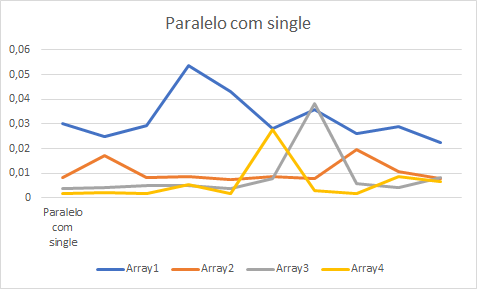 Paralelo com single
0,06
0,05
0,04
0,03
0,02
0,01
0
Paralelo
com
single
Array1 Array2 Array3 Array4